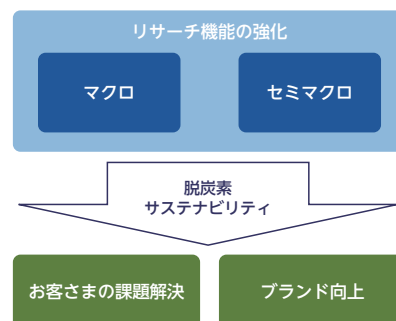 リサーチ機能の強化
マクロ
セミマクロ
脱炭素
サステナビリティ
お客さまの課題解決
ブランド向上